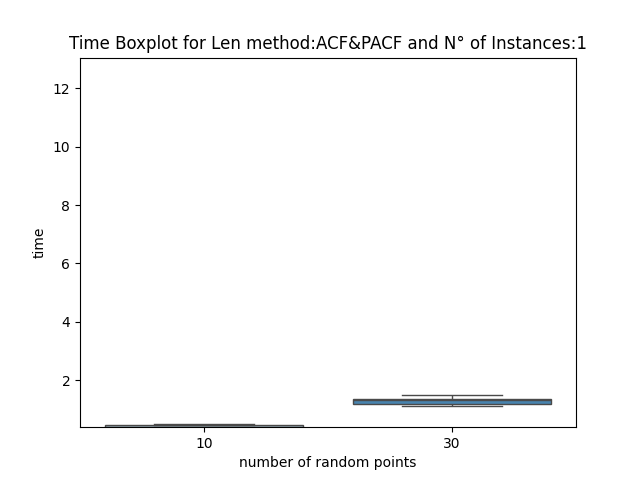 Time Boxplot for Len method:ACF&PACF and N° of Instances:1
12
10
8
6
4
2
time
10 30
number of random points